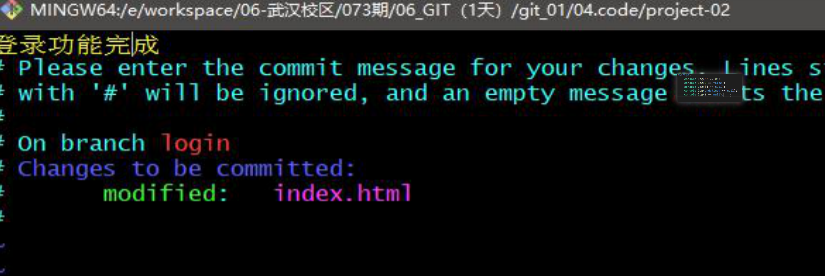 MINGW64:/e/workspace/06-武汉校区/073期/06_GIT（1天）/git_01/04.code/project-02
登录功能完成
# Please enter the commit message for your changes. Lines s
# with '#' will be ignored, and an empty message ts the
#
# On branch login
# Changes to be committed:
#       modified:   index.html
#
~
~